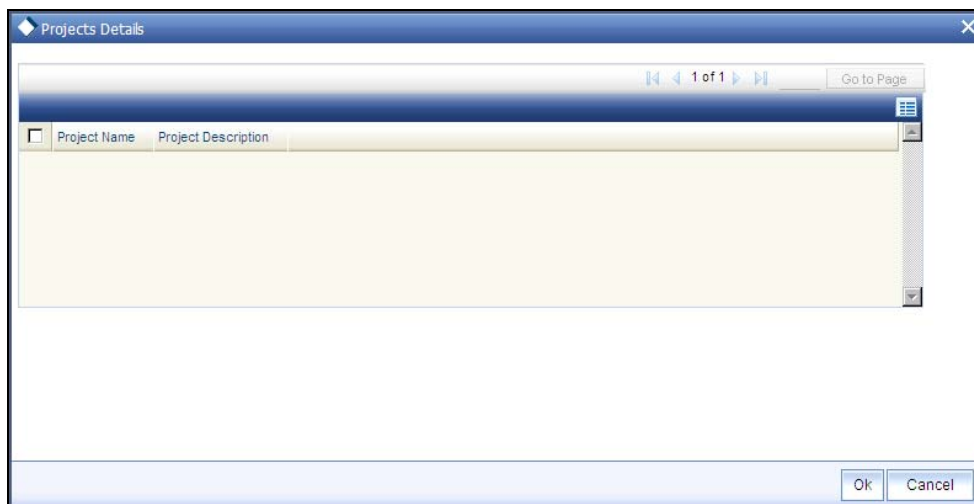 Projects Details
1 of 1
Go to Page
Project Name Project Description
Ok Cancel